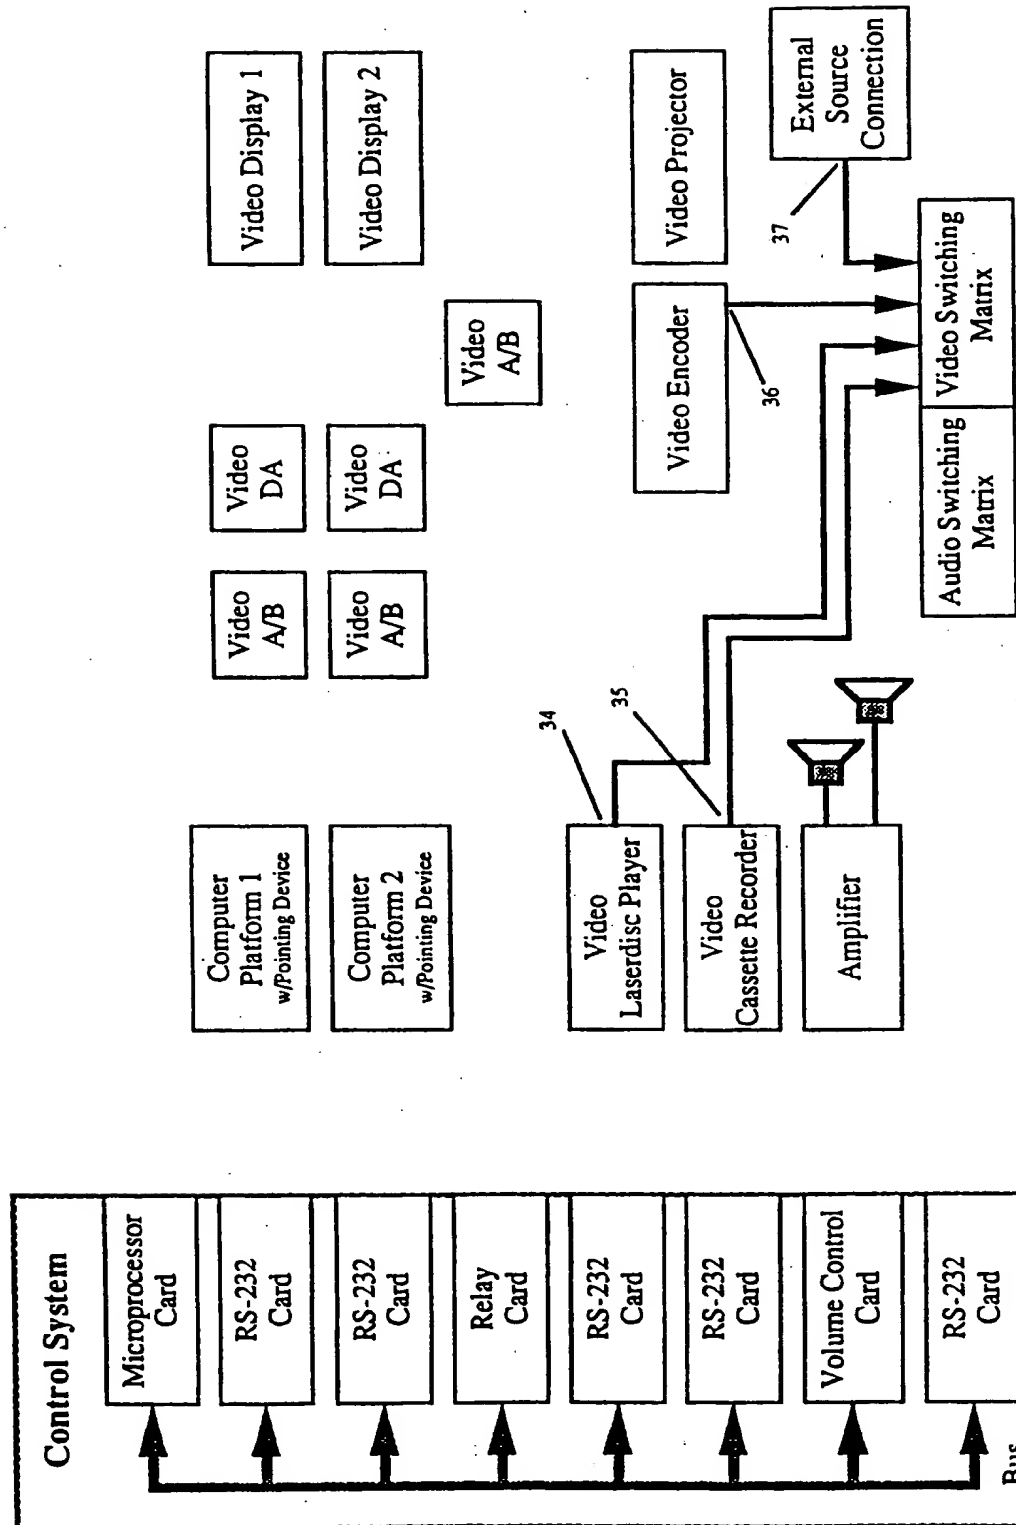 Control System
Microprocessor
Card
RS-232
Card
RS-232
Card
Relay
Card
RS-232
Card
RS-232
Card
Volume Control
Card
RS-232
Card
Bus
Computer
Platform 1
w/Pointing Device
Computer
Platform 2
w/Pointing Device
Video
Laserdisc Player
Video
Cassette Recorder
Amplifier
34
35
Video
A/B
Video
A/B
Video
DA
Video
DA
Video
A/B
Video Display 1
Video Display 2
Video Encoder
Video Projector
36
37
External
Source
Connection
Audio Switching
Matrix
Video Switching
Matrix